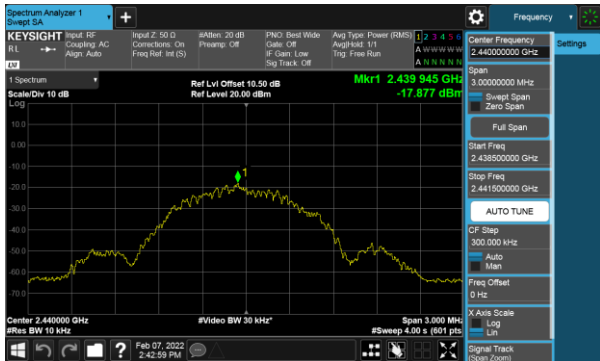 Spectrum Analyzer 1
Swept SA
+
Frequency
KEYSIGHT
RL
LW
Input: RF
Coupling: AC
Align: Auto
Input Z: 50 Ω
Corrections: On
Freq Ref: Int (S)
#Atten: 20 dB
Preamp: Off
PNO: Best Wide
Gate: Off
IF Gain: Low
Sig Track: Off
Avg Type: Power (RMS)
Avg|Hold: 1/1
Trig: Free Run
1 2 3 4 5 6
A W W W W W
A N N N N N
1 Spectrum
Scale/Div 10 dB
Log
Ref Lvl Offset 10.50 dB
Ref Level 20.00 dBm
Mkr1 2.439 945 GHz
-17.877 dBm
10.0
0.00
-10.0
-20.0
-30.0
-40.0
-50.0
-60.0
-70.0
1
Center 2.440000 GHz
#Res BW 10 kHz
#Video BW 30 kHz*
Span 3.000 MHz
#Sweep 4.00 s (601 pts)
Feb 07, 2022
2:42:59 PM
Center Frequency
2.440000000 GHz
Settings
Span
3.00000000 MHz
Swept Span
Zero Span
Full Span
Start Freq
2.438500000 GHz
Stop Freq
2.441500000 GHz
AUTO TUNE
CF Step
300.000 kHz
Auto
Man
Freq Offset
0 Hz
X Axis Scale
Log
Lin
Signal Track
(Span Zoom)